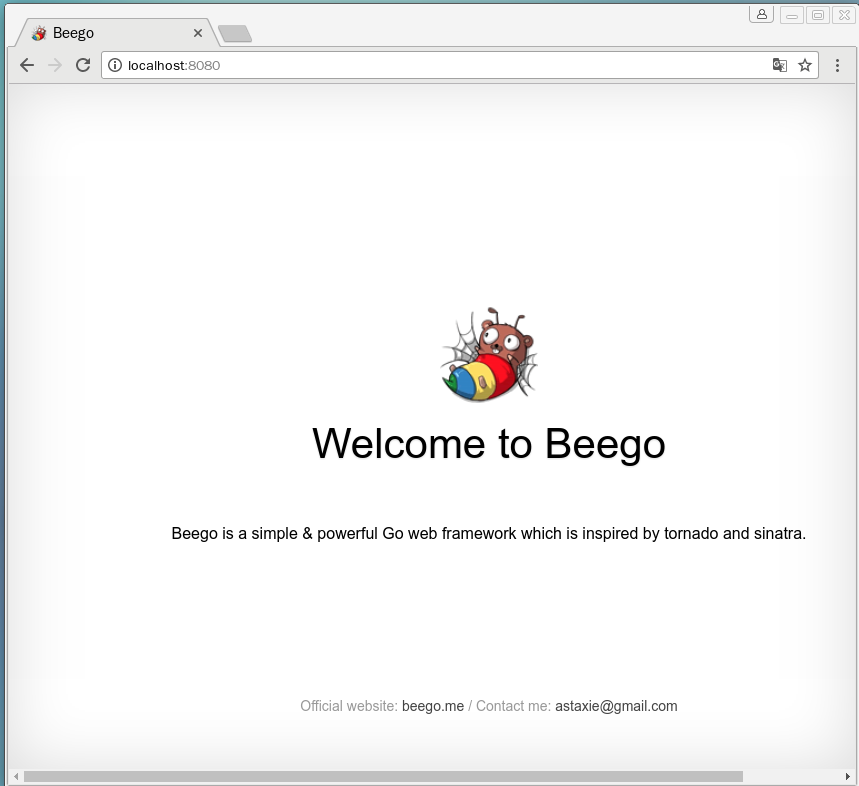 Beego
localhost:8080
Welcome to Beego
Beego is a simple & powerful Go web framework which is inspired by tornado and sinatra.
Official website: beego.me / Contact me: astaxie@gmail.com